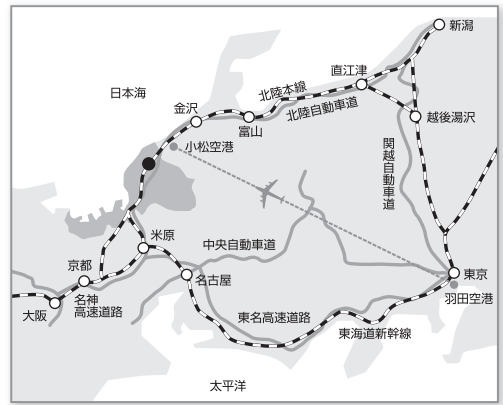 新潟
直江津
日本海
北陸本線
金沢
北陸自動車道
富山
越後湯沢
小松空港
関越自動車道
米原
中央自動車道
京都
東京
名古屋
羽田空港
名神
高速道路
大阪
東名高速道路
東海道新幹線
太平洋